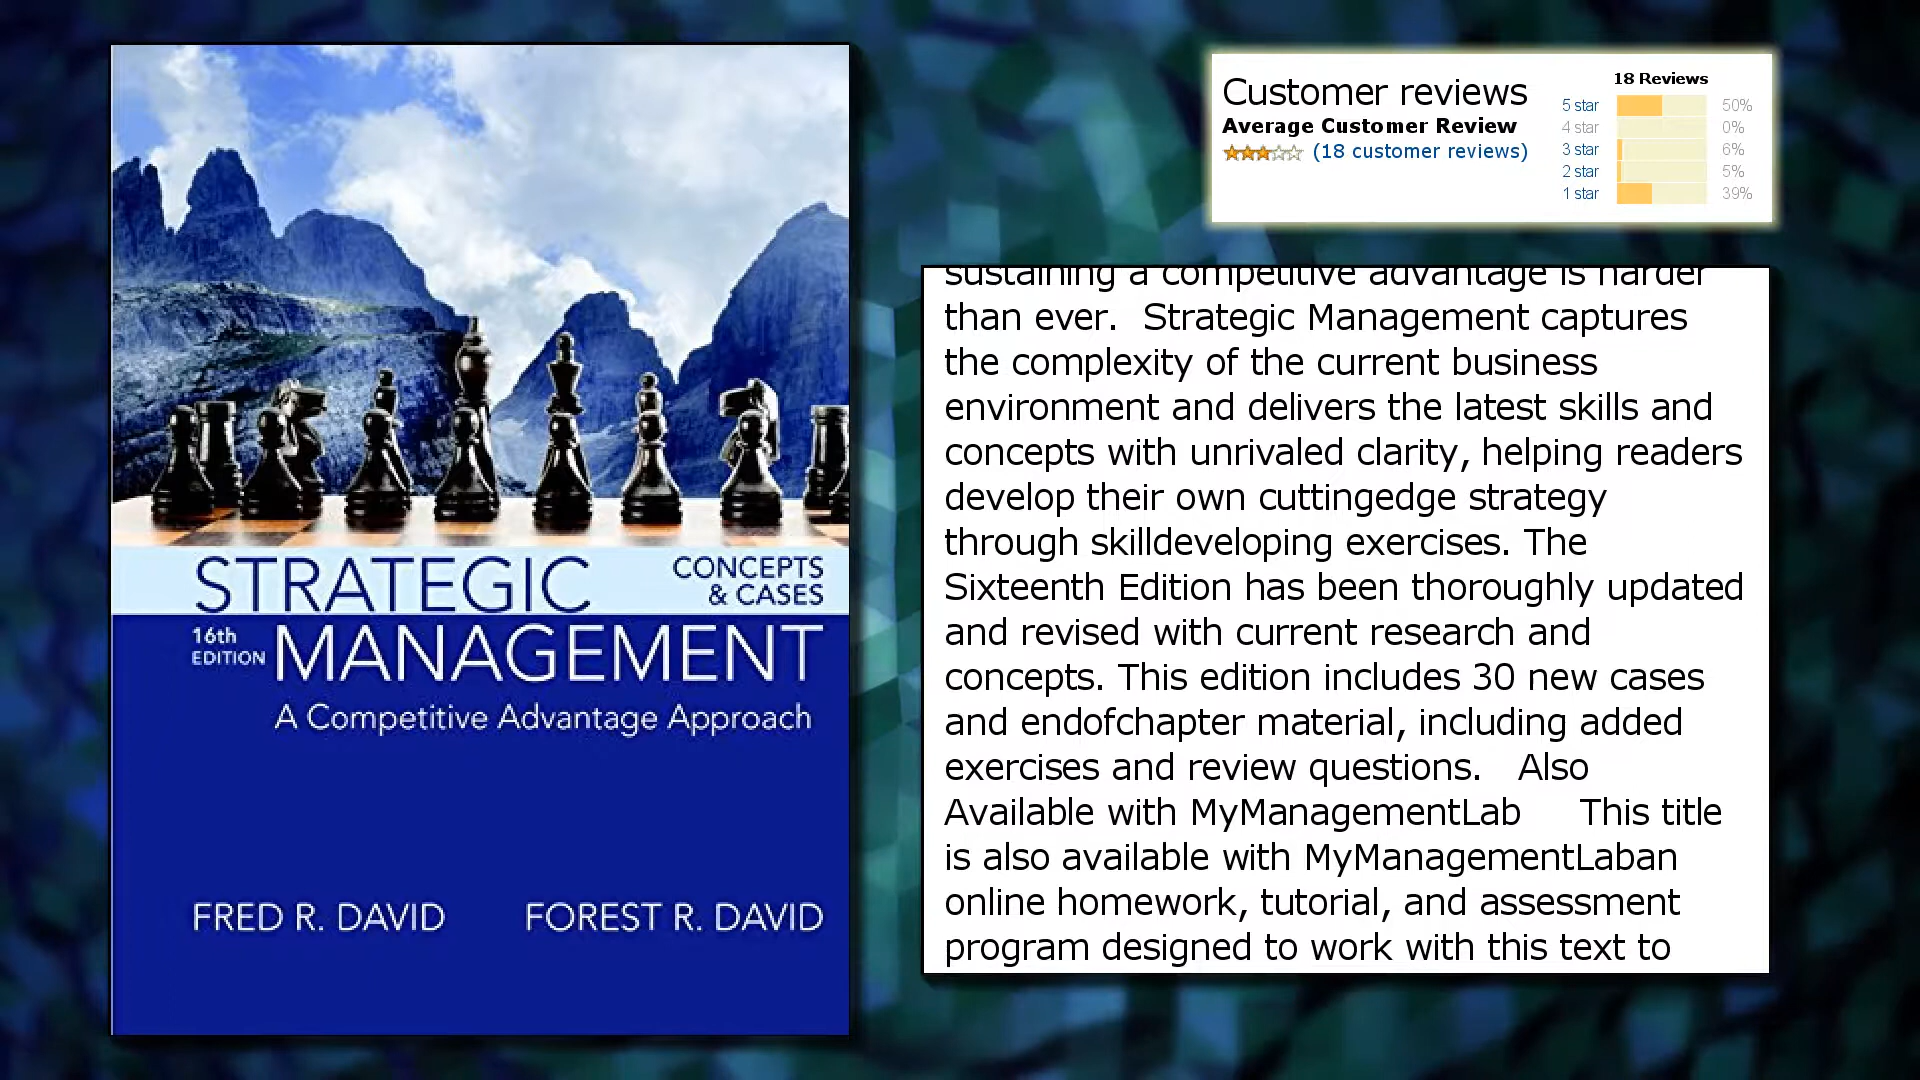 STRATEGIC
CONCEPTS
& CASES
16th
EDITION
MANAGEMENT
A Competitive Advantage Approach
FRED R. DAVID
FOREST R. DAVID
Customer reviews
Average Customer Review
(18 customer reviews)
18 Reviews
5 star 50%
4 star 0%
3 star 6%
2 star 5%
1 star 39%
sustaining a competitive advantage is harder
than ever.  Strategic Management captures
the complexity of the current business
environment and delivers the latest skills and
concepts with unrivaled clarity, helping readers
develop their own cuttingedge strategy
through skilldeveloping exercises. The
Sixteenth Edition has been thoroughly updated
and revised with current research and
concepts. This edition includes 30 new cases
and endofchapter material, including added
exercises and review questions.   Also
Available with MyManagementLab     This title
is also available with MyManagementLaban
online homework, tutorial, and assessment
program designed to work with this text to